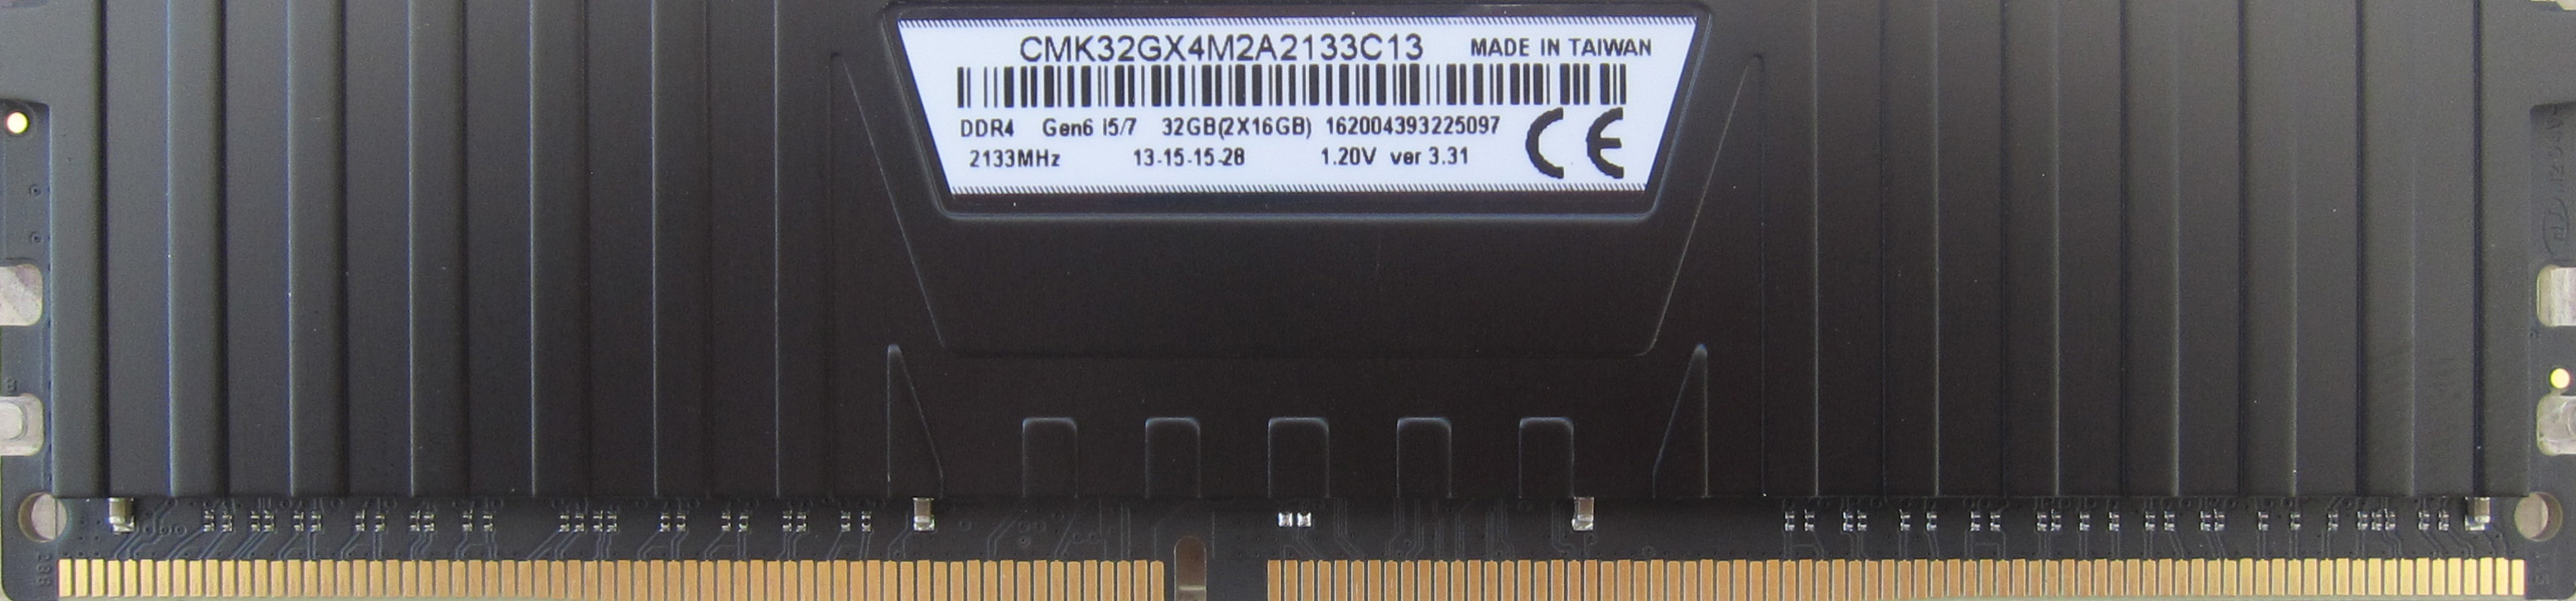 CMK32GX4M2A2133C13 MADE IN TAIWAN
DDR4 Gen6 i5/7 32GB(2X16GB) 162004393225097
2133MHz 13-15-15-28 1.20V ver 3.31
CE